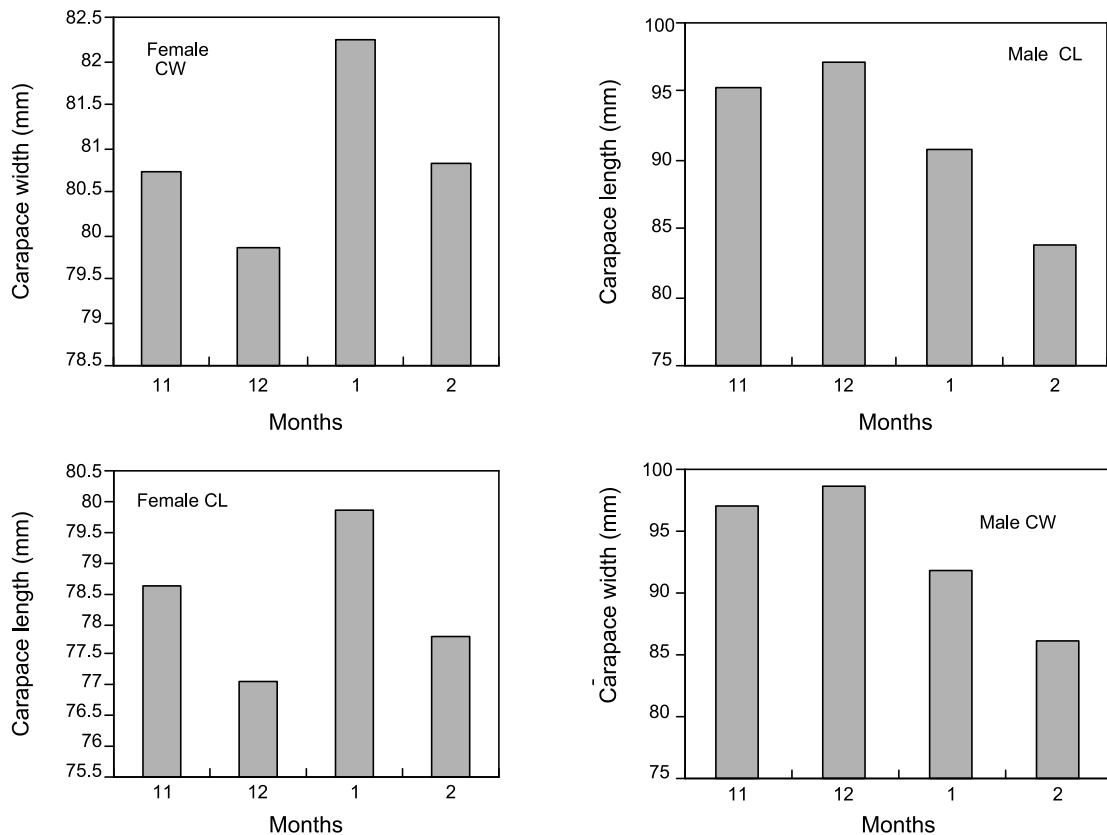 82.5
82
81.5
81
80.5
80
79.5
79
78.5
Carapace width (mm)
Female
CW
11 12 1 2
Months
100
95
90
85
80
75
Carapace length (mm)
Male CL
11 12 1 2
Months
80.5
80
79.5
79
78.5
78
77.5
77
76.5
76
75.5
Carapace length (mm)
Female CL
11 12 1 2
Months
100
95
90
85
80
75
Carapace width (mm)
Male CW
11 12 1 2
Months